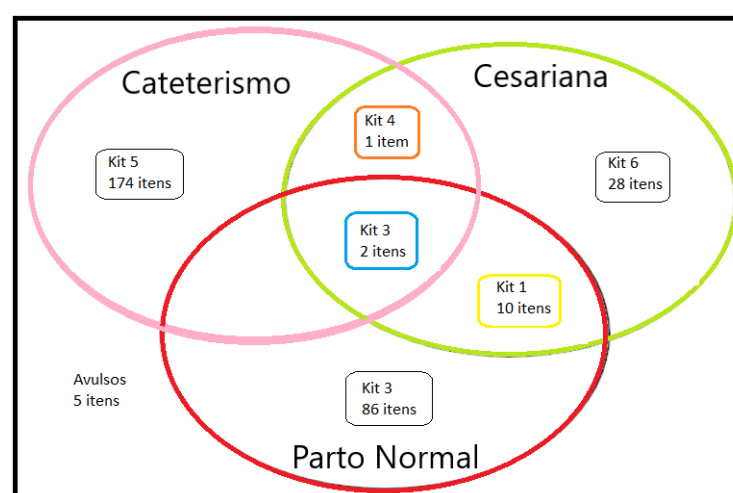 Cateterismo
Cesariana
Kit 4
1 item
Kit 5
174 itens
Kit 6
28 itens
Kit 3
2 itens
Kit 1
10 itens
Avulsos
5 itens
Kit 3
86 itens
Parto Normal